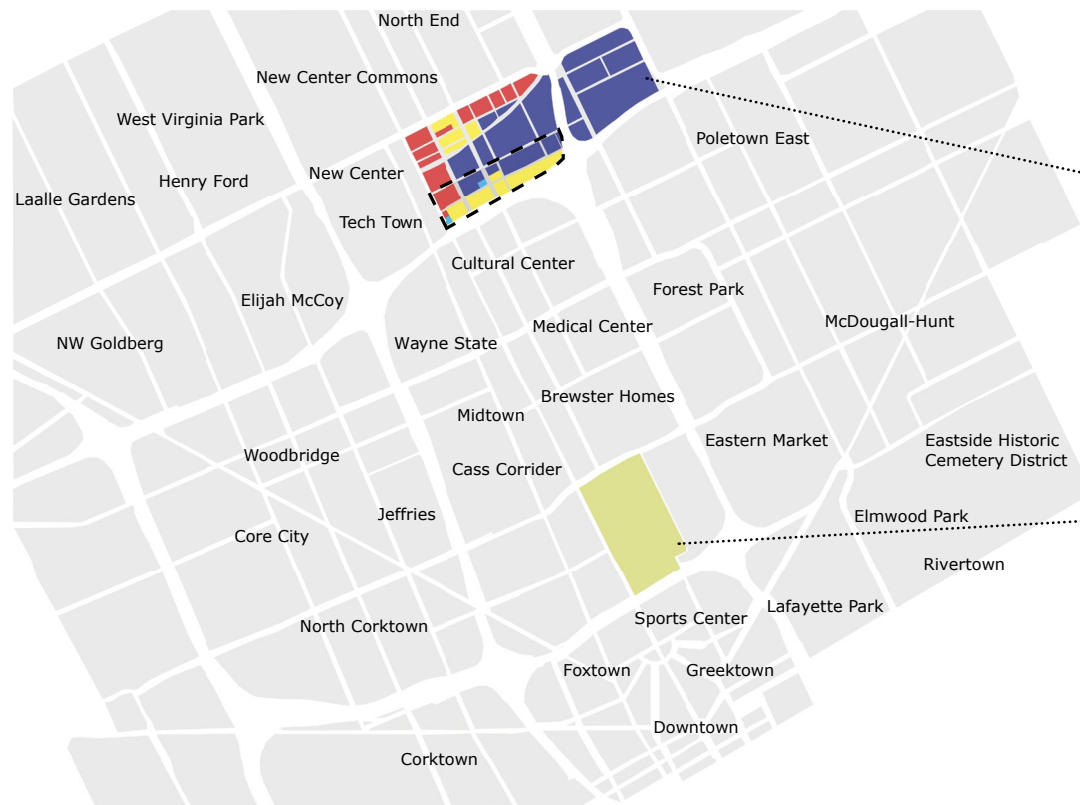 North End
New Center Commons
West Virginia Park
Poletown East
New Center
Henry Ford
Laalle Gardens
Tech Town
Cultural Center
Forest Park
Elijah McCoy
McDougall-Hunt
Medical Center
NW Goldberg
Wayne State
Brewster Homes
Midtown
Eastern Market
Eastside Historic
Cemetery District
Woodbridge
Cass Corrider
Jeffries
Elmwood Park
Core City
Rivertown
Lafayette Park
Sports Center
North Corktown
Foxtown
Greektown
Downtown
Corktown